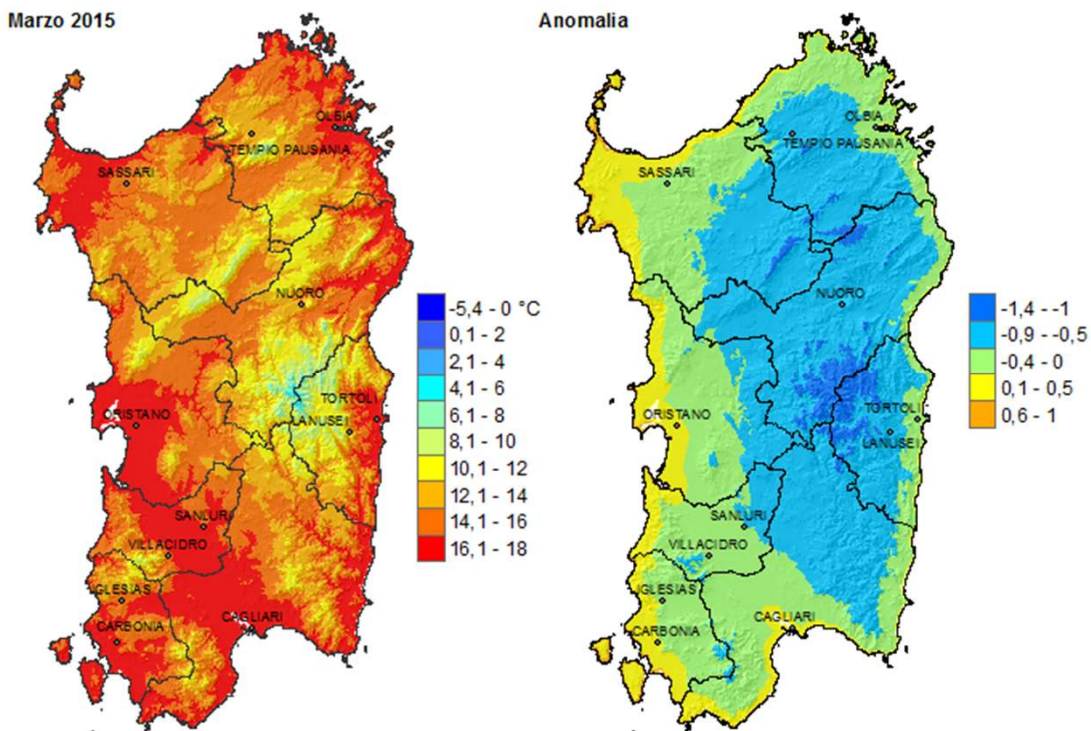 Marzo 2015
OLBIA
TEMPIO PAUSANIA
SASSARI
NUORO
TORTOLI
ORISTANO
LANUSEI
SANLURI
VILLACIDRO
IGLESIAS
CAGLIARI
CARBONIA
-5,4 - 0 °C
0,1 - 2
2,1 - 4
4,1 - 6
6,1 - 8
8,1 - 10
10,1 - 12
12,1 - 14
14,1 - 16
16,1 - 18
Anomalia
OLBIA
TEMPIO PAUSANIA
SASSARI
NUORO
TORTOLI
ORISTANO
LANUSEI
SANLURI
VILLACIDRO
IGLESIAS
CAGLIARI
CARBONIA
-1,4 - -1
-0,9 - -0,5
-0,4 - 0
0,1 - 0,5
0,6 - 1